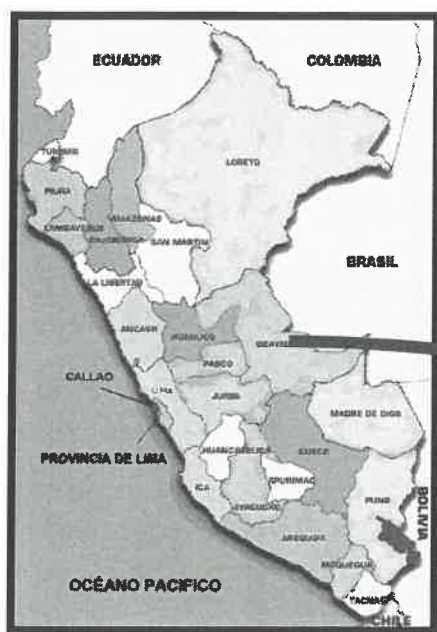 ECUADOR
COLOMBIA
TUMBES
LORETO
PIURA
AMAZONAS
LAMBAYEQUE
CAJAMARCA
SAN MARTIN
LA LIBERTAD
BRASIL
ANCASH
HUANUCO
UCAYALI
PASCO
CALLAO
LIMA
JUNIN
MADRE DE DIOS
PROVINCIA DE LIMA
HUANCAVELICA
CUSCO
APURIMAC
ICA
AYACUCHO
PUNO
BOLIVIA
AREQUIPA
MOQUEGUA
OCÉANO PACIFICO
TACNA
CHILE